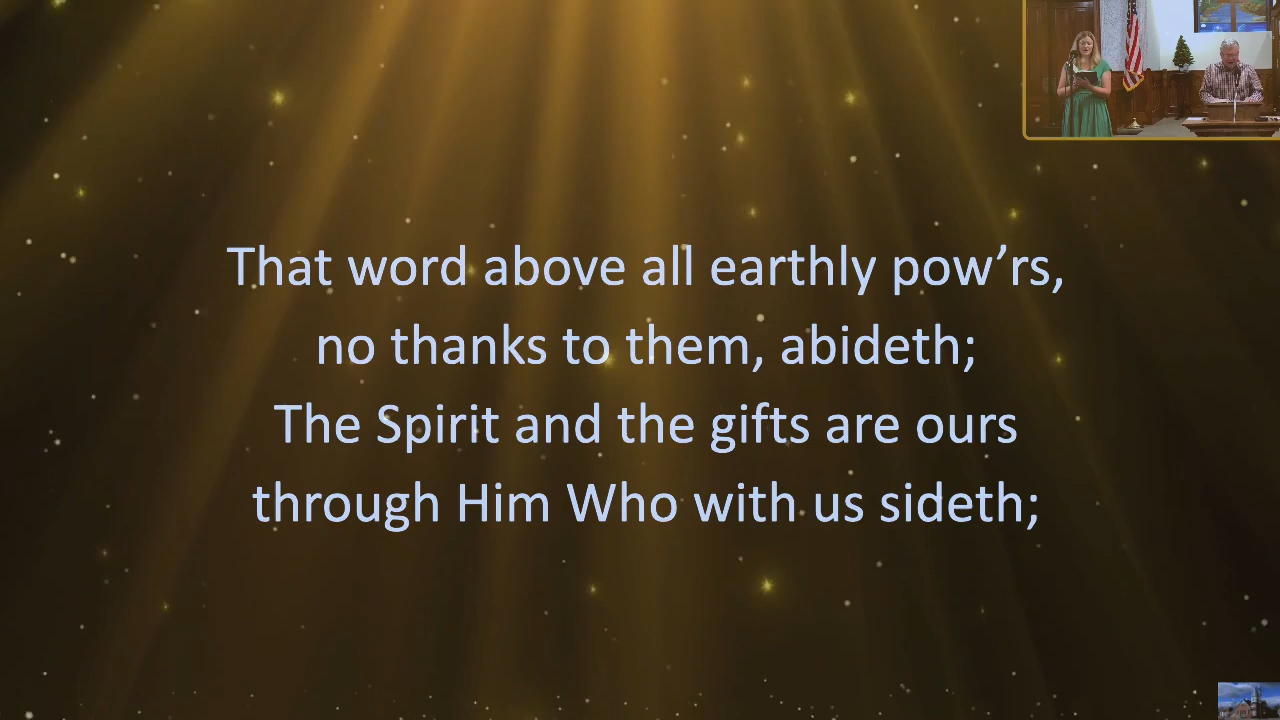 That word above all earthly pow’rs,
no thanks to them, abideth;
The Spirit and the gifts are ours
through Him Who with us sideth;